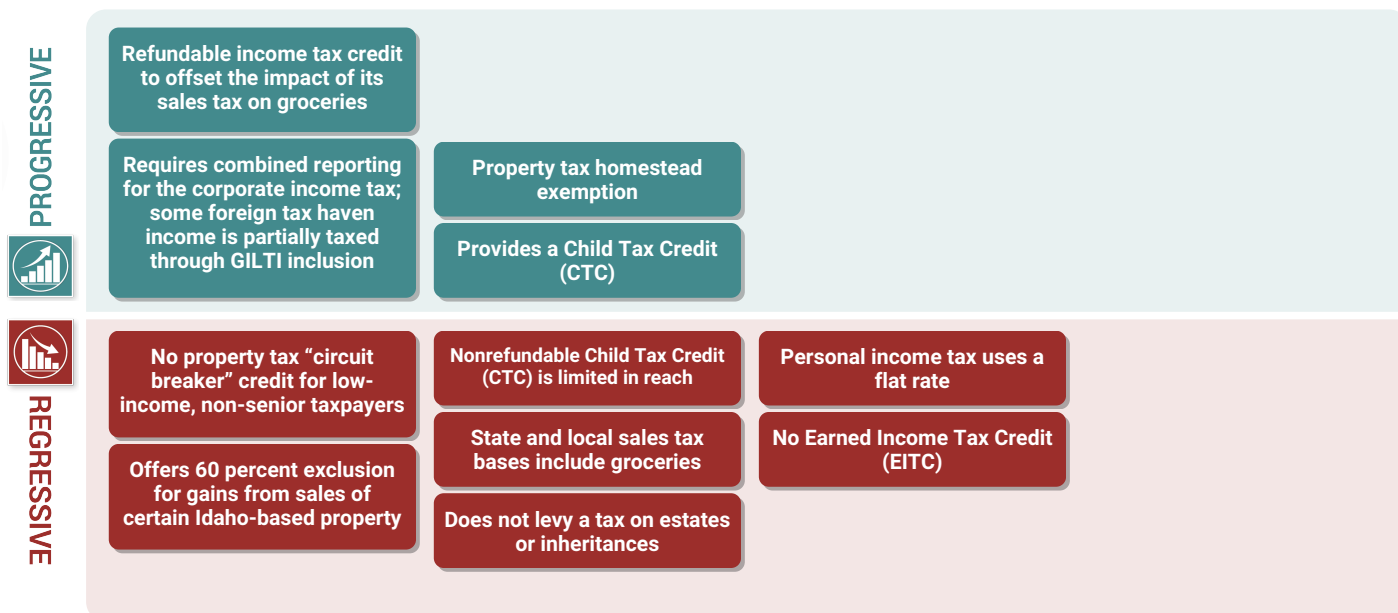 PROGRESSIVE
Refundable income tax credit
to offset the impact of its
sales tax on groceries
Requires combined reporting
for the corporate income tax;
some foreign tax haven
income is partially taxed
through GILTI inclusion
Property tax homestead
exemption
Provides a Child Tax Credit
(CTC)
REGRESSIVE
No property tax “circuit
breaker” credit for low-
income, non-senior taxpayers
Offers 60 percent exclusion
for gains from sales of
certain Idaho-based property
Nonrefundable Child Tax Credit
(CTC) is limited in reach
State and local sales tax
bases include groceries
Does not levy a tax on estates
or inheritances
Personal income tax uses a
flat rate
No Earned Income Tax Credit
(EITC)